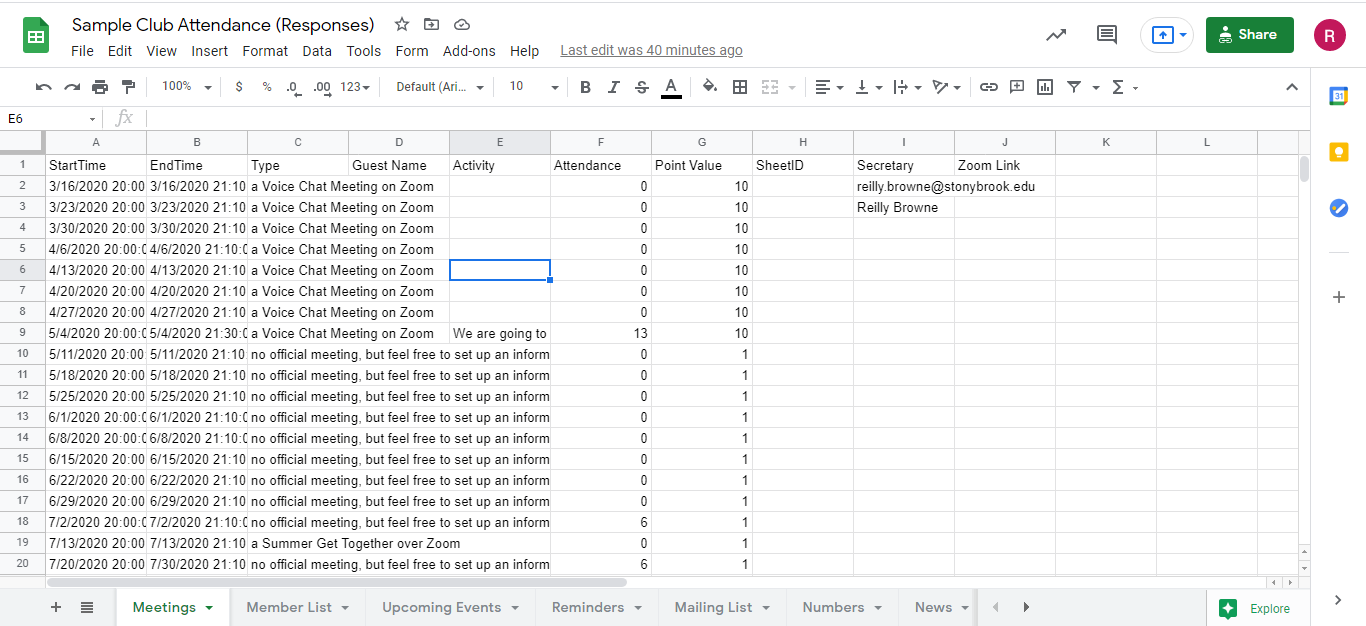 Sample Club Attendance (Responses)
File Edit View Insert Format Data Tools Form Add-ons Help Last edit was 40 minutes ago
Share
R
100% $ % .0 .00 123 Default (Ari... 10 B I S A
31
E6 fx
A B C D E F G H I J K L
1 StartTime EndTime Type Guest Name Activity Attendance Point Value SheetID Secretary Zoom Link
2 3/16/2020 20:00 3/16/2020 21:10 a Voice Chat Meeting on Zoom 0 10 reilly.browne@stonybrook.edu
3 3/23/2020 20:00 3/23/2020 21:10 a Voice Chat Meeting on Zoom 0 10 Reilly Browne
4 3/30/2020 20:00 3/30/2020 21:10 a Voice Chat Meeting on Zoom 0 10
5 4/6/2020 20:00:0 4/6/2020 21:10:0 a Voice Chat Meeting on Zoom 0 10
6 4/13/2020 20:00 4/13/2020 21:10 a Voice Chat Meeting on Zoom 0 10
7 4/20/2020 20:00 4/20/2020 21:10 a Voice Chat Meeting on Zoom 0 10
8 4/27/2020 20:00 4/27/2020 21:10 a Voice Chat Meeting on Zoom 0 10
9 5/4/2020 20:00:0 5/4/2020 21:30:0 a Voice Chat Meeting on Zoom We are going to 13 10
10 5/11/2020 20:00 5/11/2020 21:10 no official meeting, but feel free to set up an inform 0 1
11 5/18/2020 20:00 5/18/2020 21:10 no official meeting, but feel free to set up an inform 0 1
12 5/25/2020 20:00 5/25/2020 21:10 no official meeting, but feel free to set up an inform 0 1
13 6/1/2020 20:00:0 6/1/2020 21:10:0 no official meeting, but feel free to set up an inform 0 1
14 6/8/2020 20:00:0 6/8/2020 21:10:0 no official meeting, but feel free to set up an inform 0 1
15 6/15/2020 20:00 6/15/2020 21:10 no official meeting, but feel free to set up an inform 0 1
16 6/22/2020 20:00 6/22/2020 21:10 no official meeting, but feel free to set up an inform 0 1
17 6/29/2020 20:00 6/29/2020 21:10 no official meeting, but feel free to set up an inform 0 1
18 7/2/2020 20:00:0 7/2/2020 21:10:0 no official meeting, but feel free to set up an inform 6 1
19 7/13/2020 20:00 7/13/2020 21:10 a Summer Get Together over Zoom 0 1
20 7/20/2020 20:00 7/30/2020 21:10 no official meeting, but feel free to set up an inform 6 1
Meetings Member List Upcoming Events Reminders Mailing List Numbers News Explore